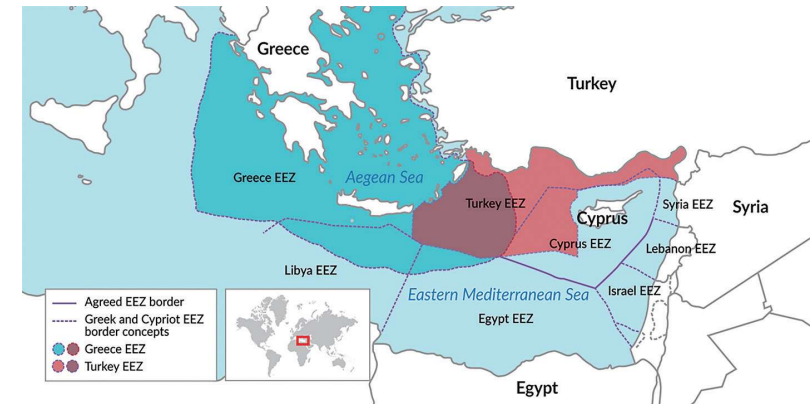 Greece
Turkey
Aegean Sea
Greece EEZ
Turkey EEZ
Cyprus
Syria EEZ
Syria
Cyprus EEZ
Lebanon EEZ
Libya EEZ
Israel EEZ
Eastern Mediterranean Sea
Egypt EEZ
Agreed EEZ border
Greek and Cypriot EEZ
border concepts
Greece EEZ
Turkey EEZ
Egypt